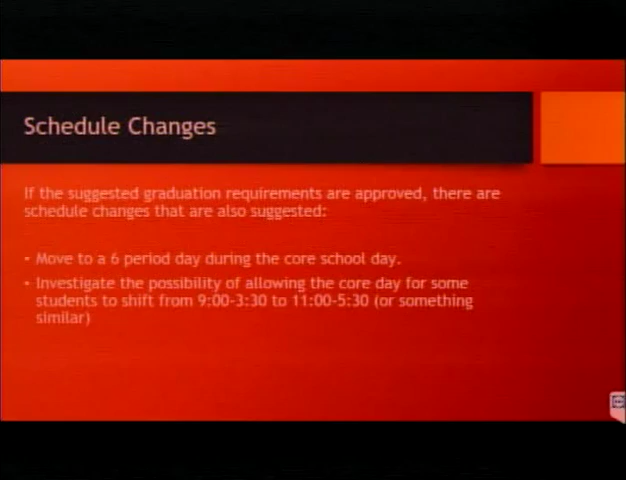 Schedule Changes
If the suggested graduation requirements are approved, there are
schedule changes that are also suggested:
• Move to a 6 period day during the core school day.
• Investigate the possibility of allowing the core day for some
students to shift from 9:00-3:30 to 11:00-5:30 (or something
similar)